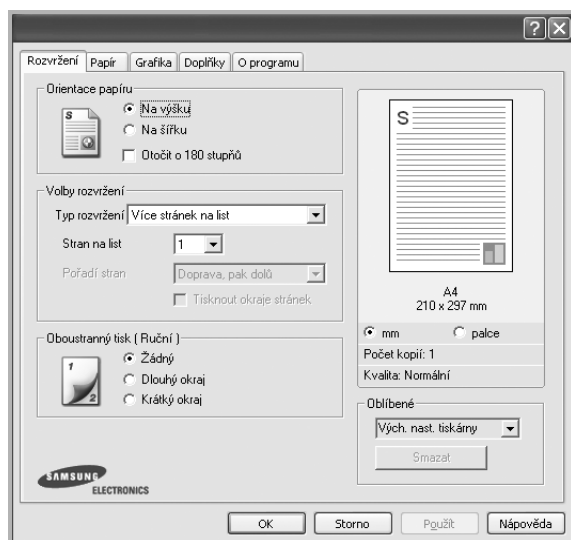 Rozvržení Papír Grafika Doplňky O programu
Orientace papíru
S
Na výšku
Na šířku
Otočit o 180 stupňů
Volby rozvržení
Typ rozvržení Více stránek na list
Stran na list 1
Pořadí stran Doprava, pak dolů
Tisknout okraje stránek
Oboustranný tisk ( Ruční )
1
2
Žádný
Dlouhý okraj
Krátký okraj
SAMSUNG
ELECTRONICS
S
A4
210 x 297 mm
mm palce
Počet kopií: 1
Kvalita: Normální
Oblíbené
Vých. nast. tiskárny
Smazat
OK Storno Použít Nápověda